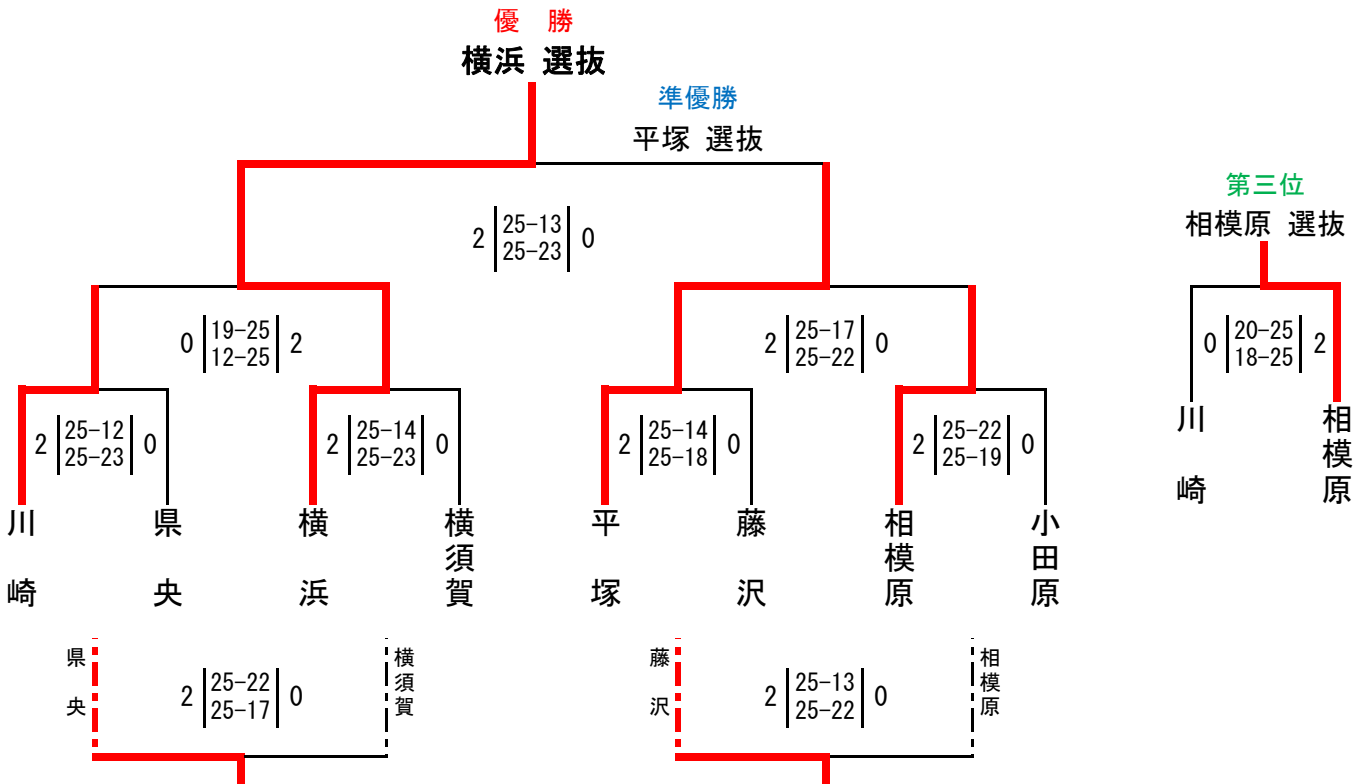 優 勝
横浜 選抜
準優勝
平塚 選抜
第三位
相模原 選抜
2 25-13 0
25-23
0 19-25 2
12-25
2 25-17 0
25-22
0 20-25 2
18-25
2 25-12 0
25-23
2 25-14 0
25-23
2 25-14 0
25-18
2 25-22 0
25-19
川崎
相模原
川崎
県央
横浜
横須賀
平塚
藤沢
相模原
小田原
県央
2 25-22 0
25-17
横須賀
藤沢
2 25-13 0
25-22
相模原